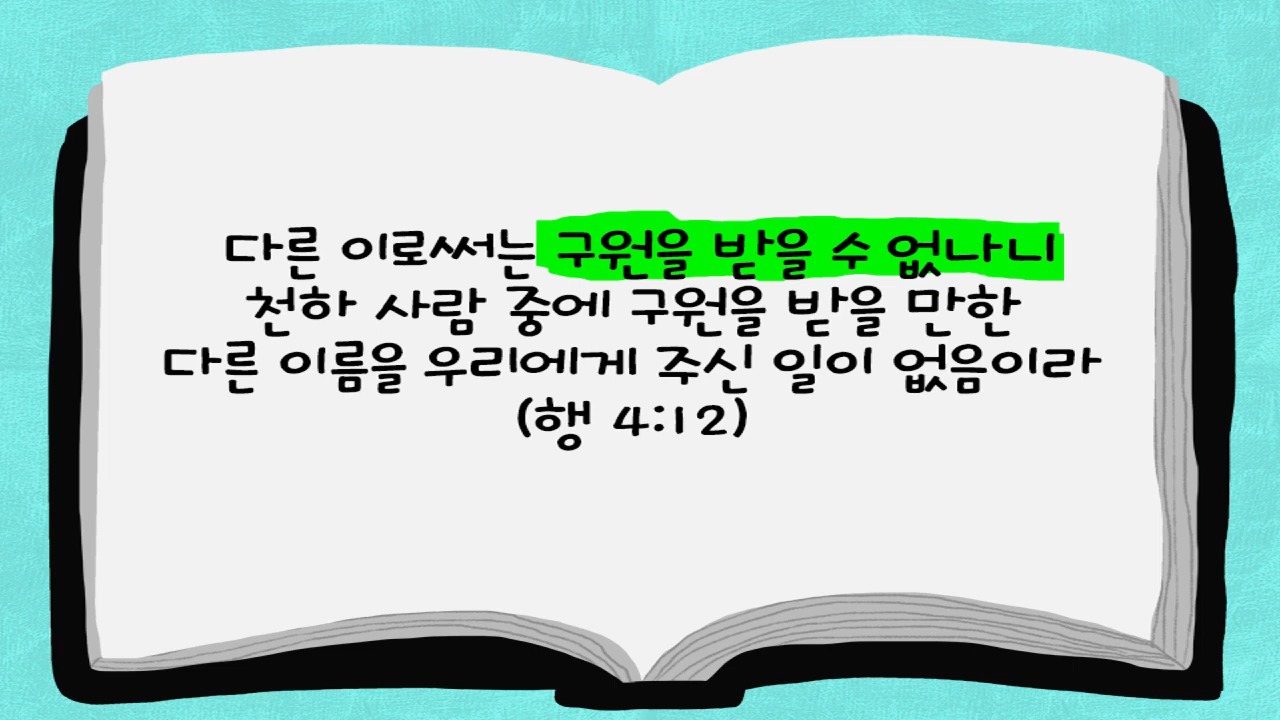 다른 이로써는 구원을 받을 수 없나니
천하 사람 중에 구원을 받을 만한
다른 이름을 우리에게 주신 일이 없음이라
(행 4:12)